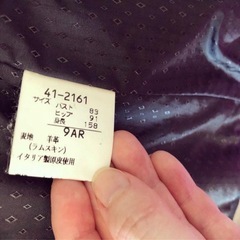 41-2161
サイズ バスト 83
ヒップ 91
身長 158
9AR
表地 羊革
(ラムスキン)
イタリア製原皮使用